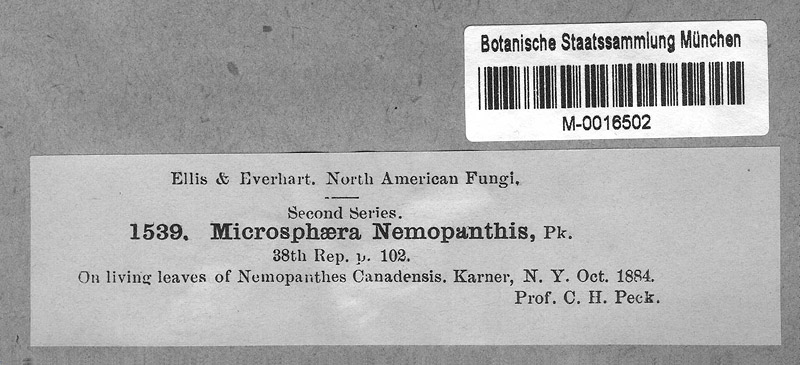 Botanische Staatssammlung München
M-0016502
Ellis & Everhart. North American Fungi.
Second Series.
1539. Microsphæra Nemopanthis, Pk.
38th Rep. p. 102.
On living leaves of Nemopanthes Canadensis. Karner, N. Y. Oct. 1884.
Prof. C. H. Peck.